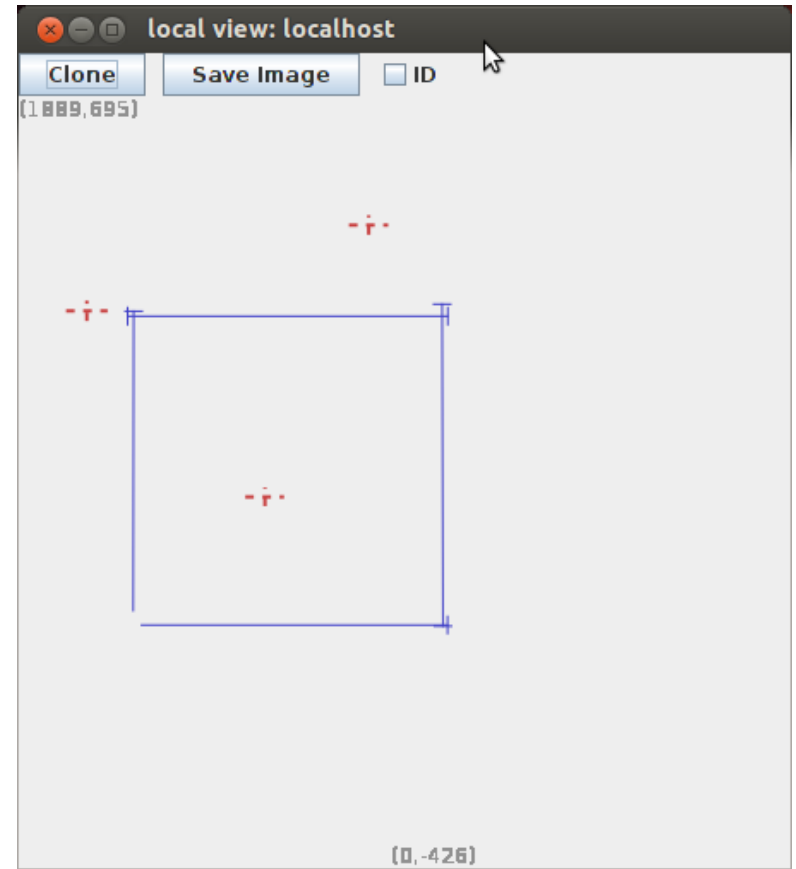 local view: localhost
Clone Save Image ID
(1889,695)
-r-
-r-
-r-
(0,-426)